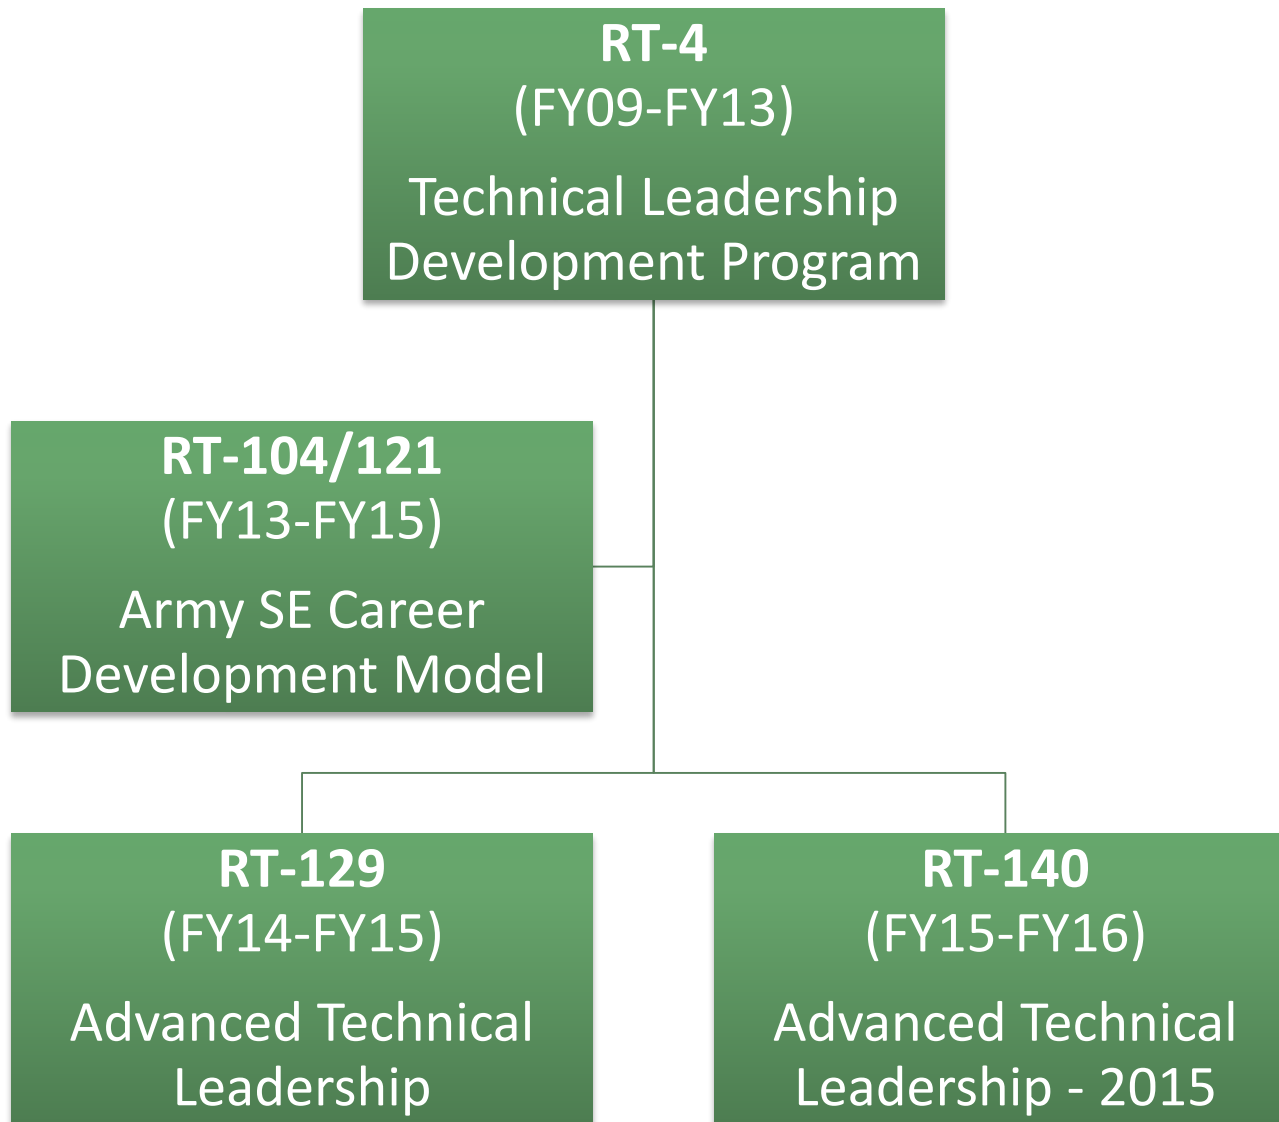 RT-4
(FY09-FY13)
Technical Leadership
Development Program
RT-104/121
(FY13-FY15)
Army SE Career
Development Model
RT-129
(FY14-FY15)
Advanced Technical
Leadership
RT-140
(FY15-FY16)
Advanced Technical
Leadership - 2015